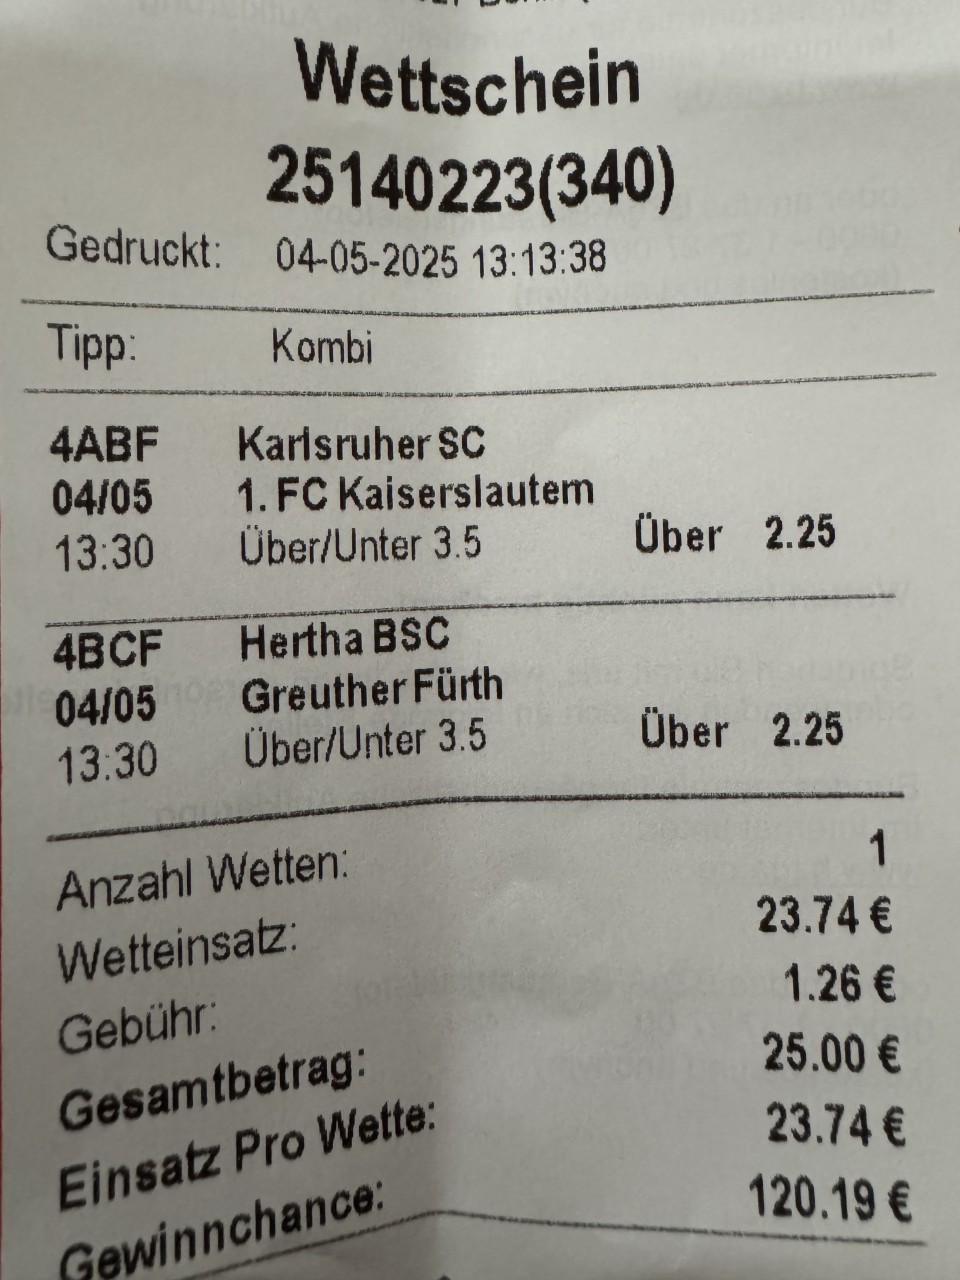 Wettschein
25140223(340)
Gedruckt: 04-05-2025 13:13:38
Tipp: Kombi
4ABF Karlsruher SC
04/05 1. FC Kaiserslautern
13:30 Über/Unter 3.5 Über 2.25
4BCF Hertha BSC
04/05 Greuther Fürth
13:30 Über/Unter 3.5 Über 2.25
Anzahl Wetten: 1
Wetteinsatz: 23.74 €
Gebühr: 1.26 €
Gesamtbetrag: 25.00 €
Einsatz Pro Wette: 23.74 €
Gewinnchance: 120.19 €